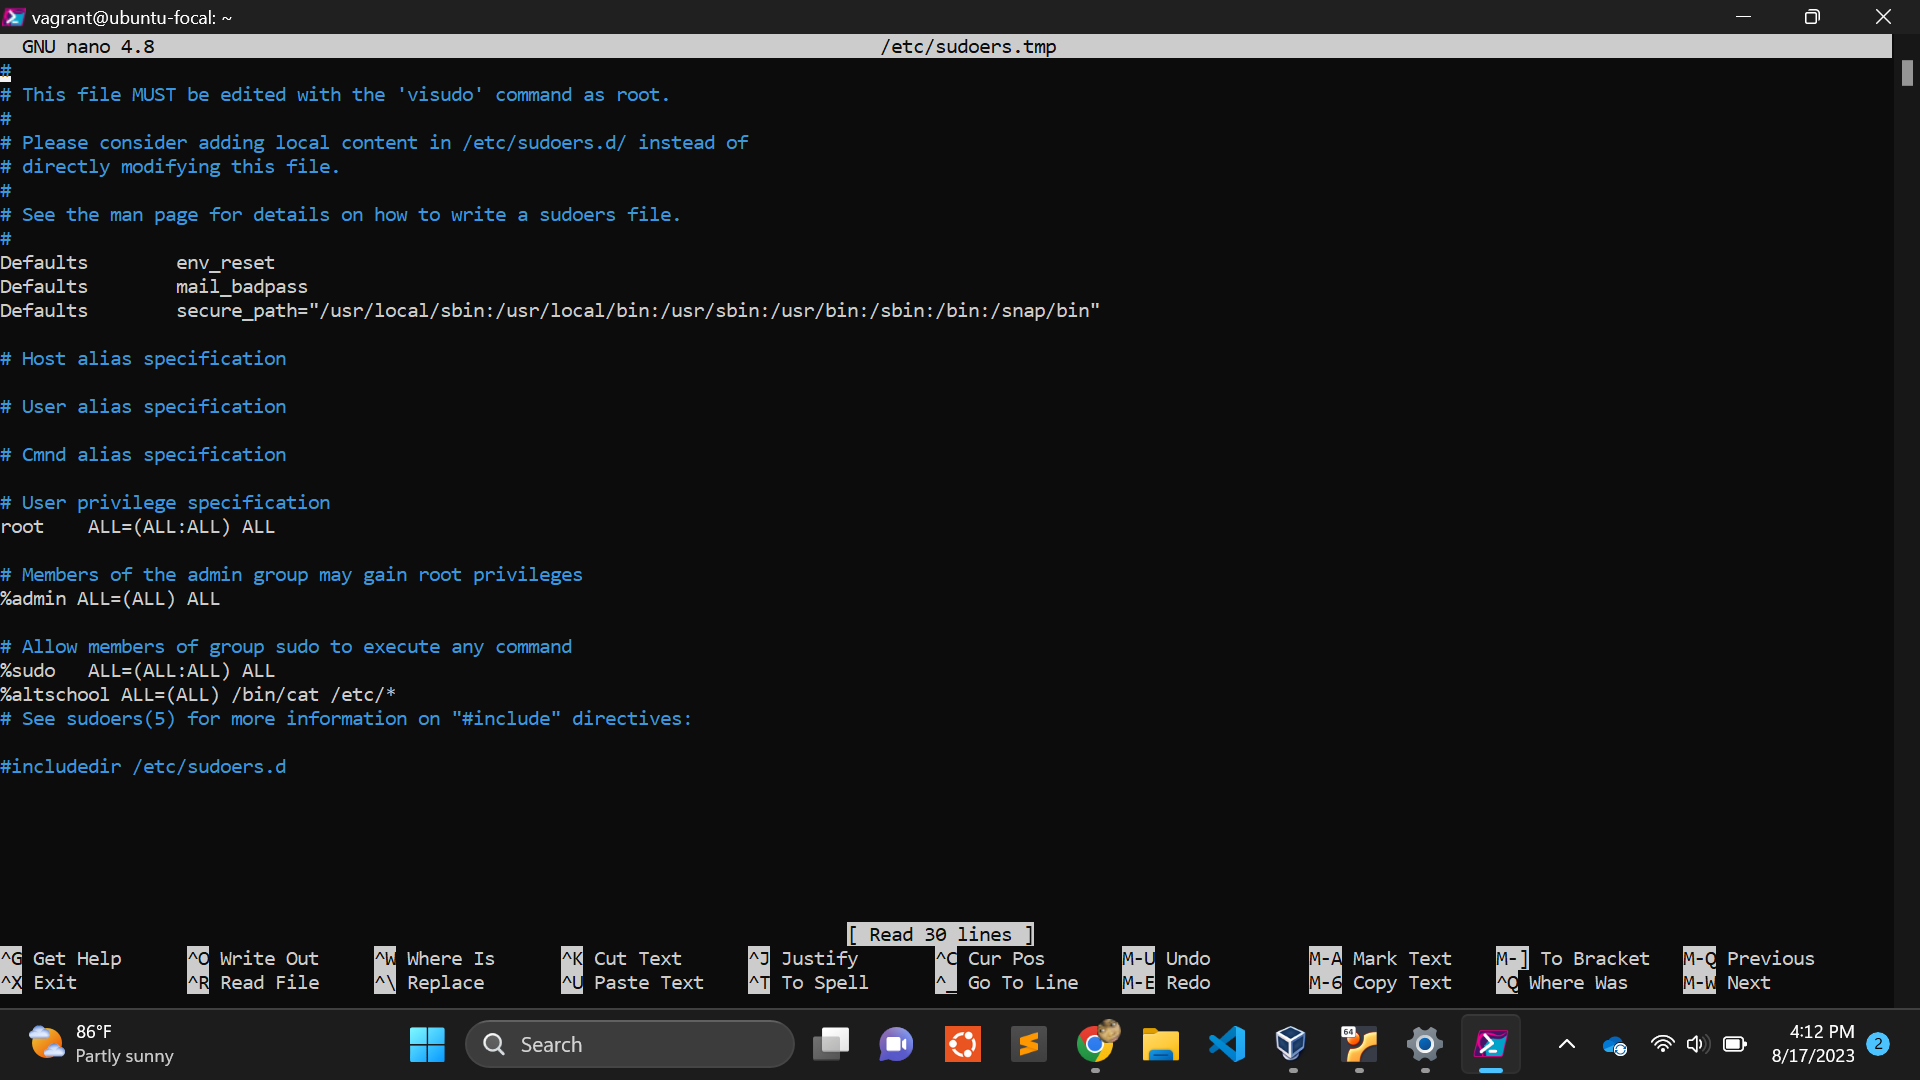 vagrant@ubuntu-focal: ~
GNU nano 4.8 /etc/sudoers.tmp
#
# This file MUST be edited with the 'visudo' command as root.
#
# Please consider adding local content in /etc/sudoers.d/ instead of
# directly modifying this file.
#
# See the man page for details on how to write a sudoers file.
#
Defaults        env_reset
Defaults        mail_badpass
Defaults        secure_path="/usr/local/sbin:/usr/local/bin:/usr/sbin:/usr/bin:/sbin:/bin:/snap/bin"
# Host alias specification
# User alias specification
# Cmnd alias specification
# User privilege specification
root    ALL=(ALL:ALL) ALL
# Members of the admin group may gain root privileges
%admin ALL=(ALL) ALL
# Allow members of group sudo to execute any command
%sudo   ALL=(ALL:ALL) ALL
%altschool ALL=(ALL) /bin/cat /etc/*
# See sudoers(5) for more information on "#include" directives:
#includedir /etc/sudoers.d
[ Read 30 lines ]
^G Get Help ^O Write Out ^W Where Is ^K Cut Text ^J Justify ^C Cur Pos M-U Undo M-A Mark Text M-] To Bracket M-Q Previous
^X Exit ^R Read File ^\ Replace ^U Paste Text ^T To Spell ^_ Go To Line M-E Redo M-6 Copy Text ^Q Where Was M-W Next
86°F
Partly sunny
Search
64
4:12 PM
8/17/2023
2